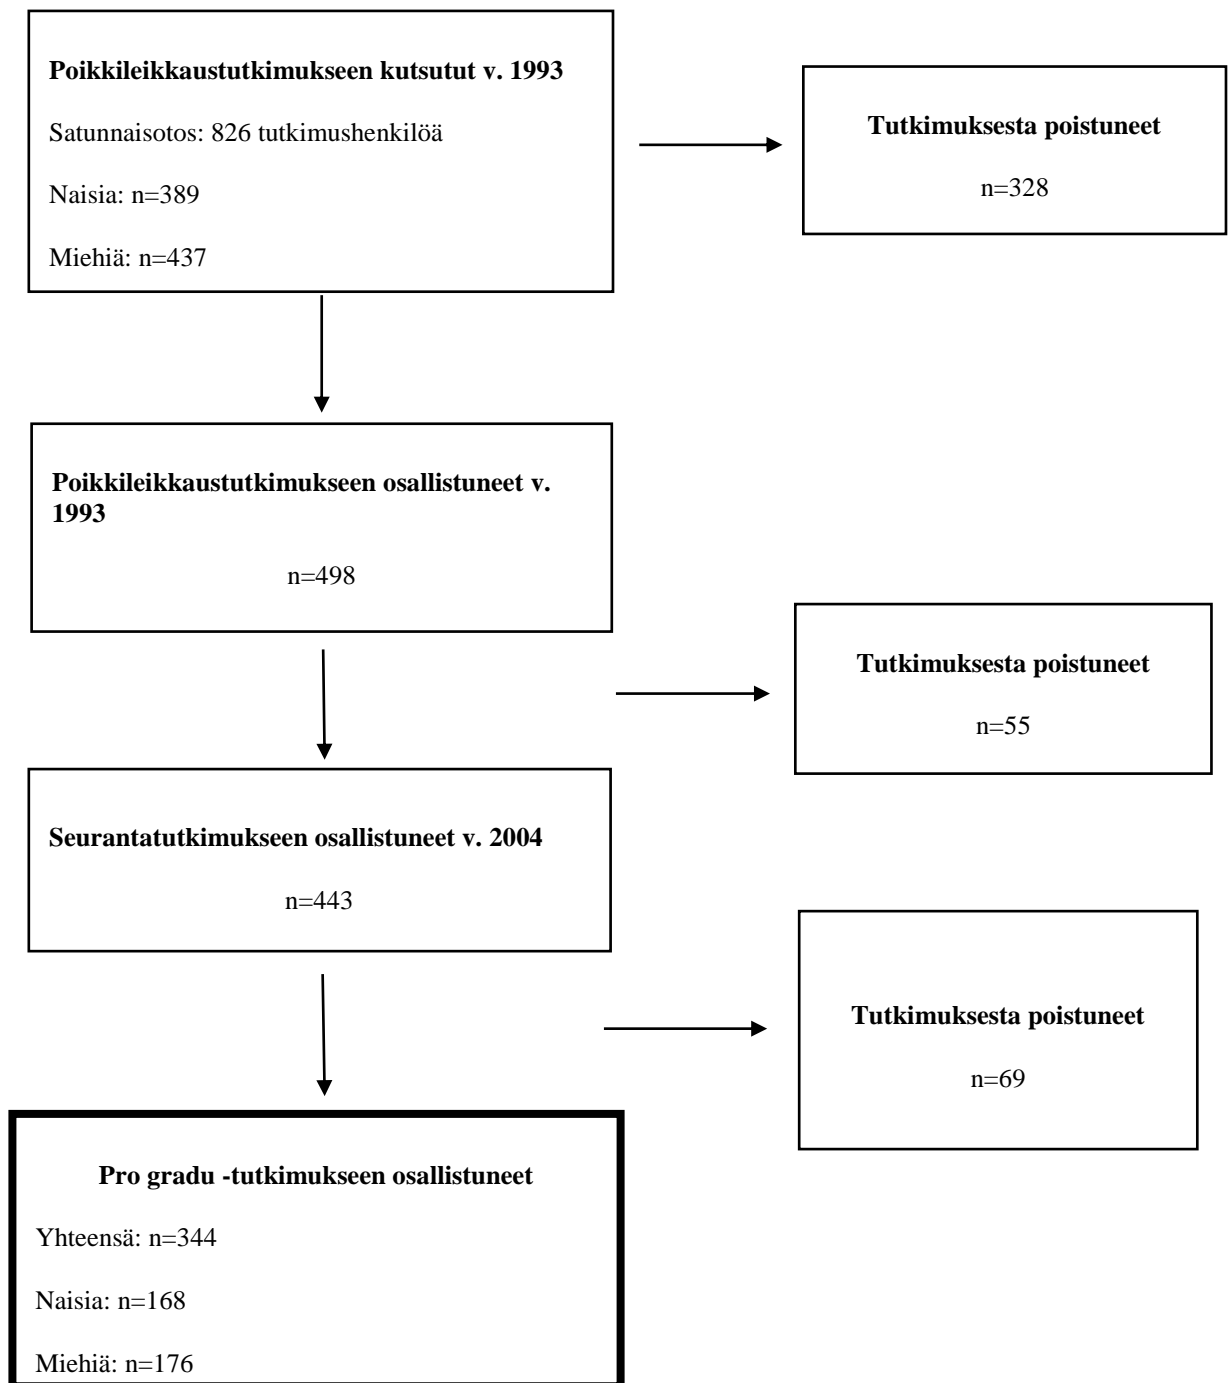 Poikkileikkaustutkimukseen kutsutut v. 1993
Satunnaisotos: 826 tutkimushenkilöä
Naisia: n=389
Miehiä: n=437
Tutkimuksesta poistuneet
n=328
Poikkileikkaustutkimukseen osallistuneet v.
1993
n=498
Tutkimuksesta poistuneet
n=55
Seurantatutkimukseen osallistuneet v. 2004
n=443
Tutkimuksesta poistuneet
n=69
Pro gradu -tutkimukseen osallistuneet
Yhteensä: n=344
Naisia: n=168
Miehiä: n=176